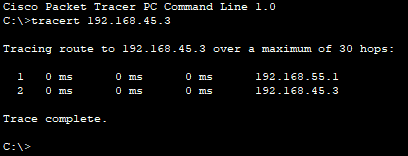 Cisco Packet Tracer PC Command Line 1.0
C:\>tracert 192.168.45.3
Tracing route to 192.168.45.3 over a maximum of 30 hops:
1 0 ms 0 ms 0 ms 192.168.55.1
2 0 ms 0 ms 0 ms 192.168.45.3
Trace complete.
C:\>